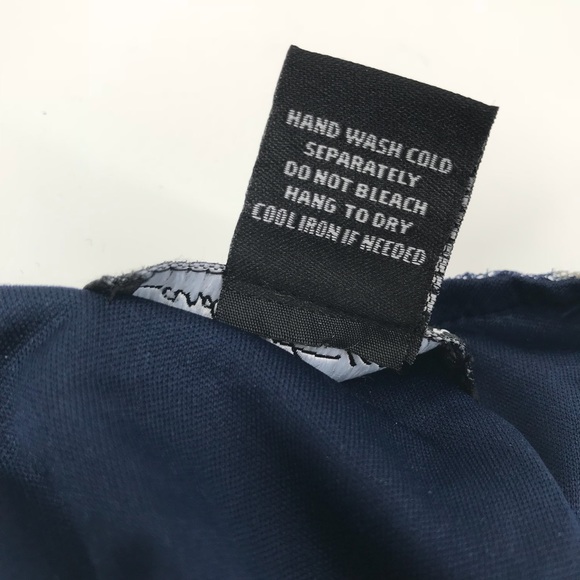 HAND WASH COLD
SEPARATELY
DO NOT BLEACH
HANG TO DRY
COOL IRON IF NEEDED